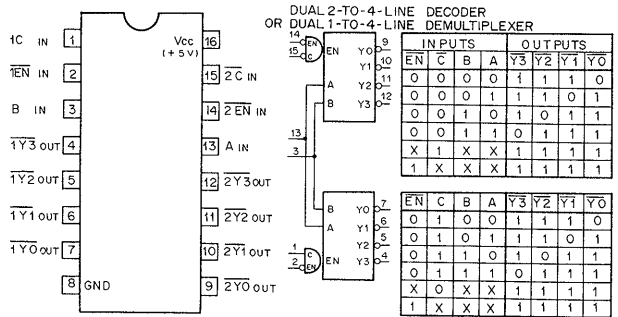 DUAL 2-TO-4-LINE DECODER
OR DUAL 1-TO-4-LINE DEMULTIPLEXER
1C IN 1
1EN IN 2
B IN 3
1Y3 OUT 4
1Y2 OUT 5
1Y1 OUT 6
1Y0 OUT 7
8 GND
Vcc (+5V) 16
15 2C IN
14 2EN IN
13 A IN
12 2Y3 OUT
11 2Y2 OUT
10 2Y1 OUT
9 2Y0 OUT
14 EN
15 C
EN Y0 9
Y1 10
A Y2 11
B Y3 12
13
3
B Y0 7
A Y1 6
Y2 5
EN Y3 4
1 C
2 EN
INPUTS OUTPUTS
EN C B A Y3 Y2 Y1 Y0
0 0 0 0 1 1 1 0
0 0 0 1 1 1 0 1
0 0 1 0 1 0 1 1
0 0 1 1 0 1 1 1
X 1 X X 1 1 1 1
1 X X X 1 1 1 1
EN C B A Y3 Y2 Y1 Y0
0 1 0 0 1 1 1 0
0 1 0 1 1 1 0 1
0 1 1 0 1 0 1 1
0 1 1 1 0 1 1 1
X 0 X X 1 1 1 1
1 X X X 1 1 1 1